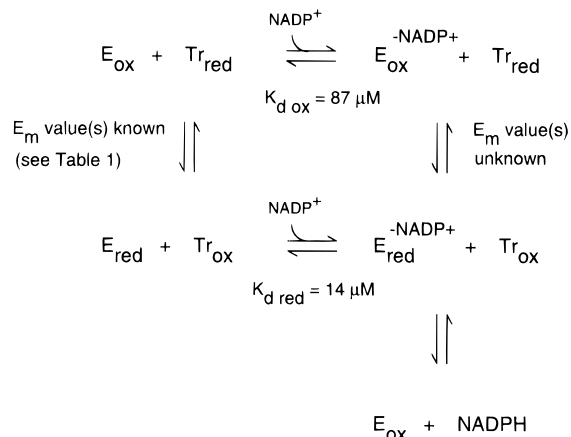 NADP+
E_ox + Tr_red ⇌ E_ox^-NADP+ + Tr_red
K_d ox = 87 μM
E_m value(s) known
(see Table 1)
E_m value(s)
unknown
NADP+
E_red + Tr_ox ⇌ E_red^-NADP+ + Tr_ox
K_d red = 14 μM
E_ox + NADPH